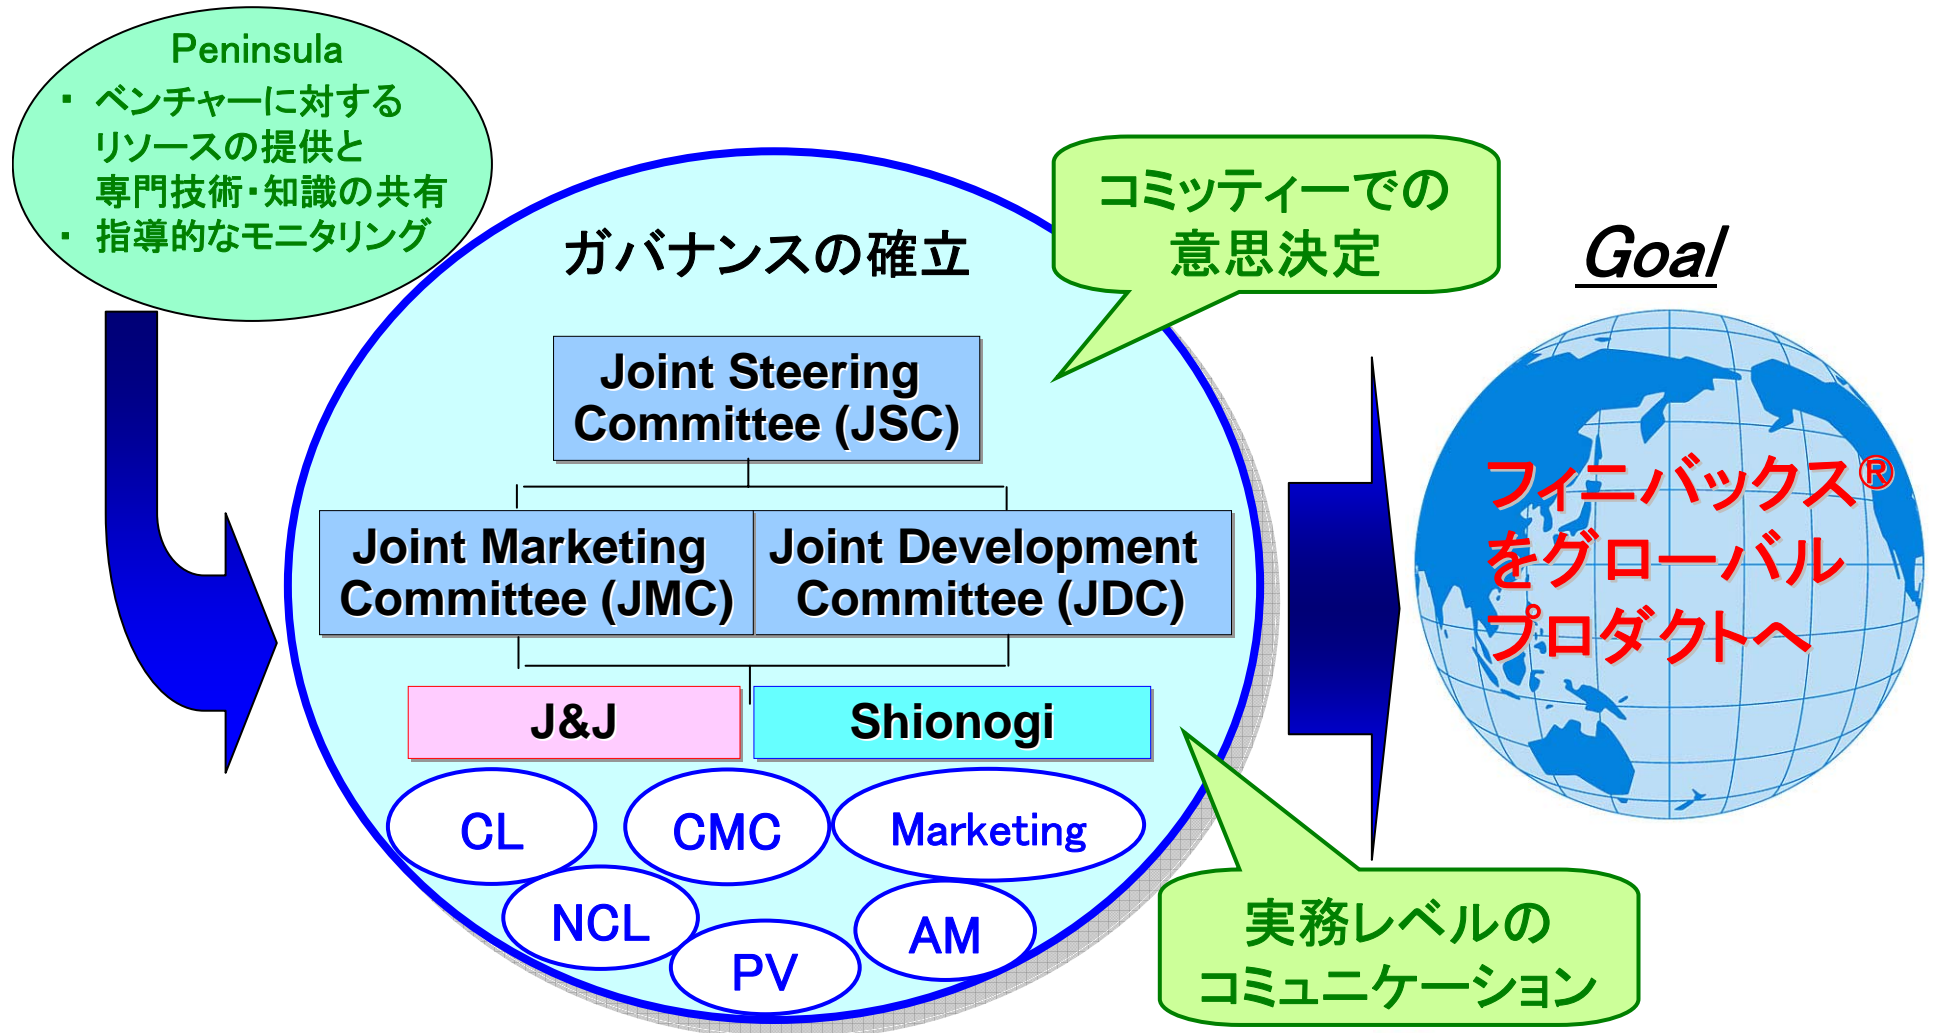 Peninsula
・ ベンチャーに対する
リソースの提供と
専門技術・知識の共有
・ 指導的なモニタリング
ガバナンスの確立
コミッティーでの
意思決定
Joint Steering
Committee (JSC)
Joint Marketing
Committee (JMC)
Joint Development
Committee (JDC)
J&J
Shionogi
CL
CMC
Marketing
NCL
PV
AM
実務レベルの
コミュニケーション
Goal
フィニバックス®
をグローバル
プロダクトへ